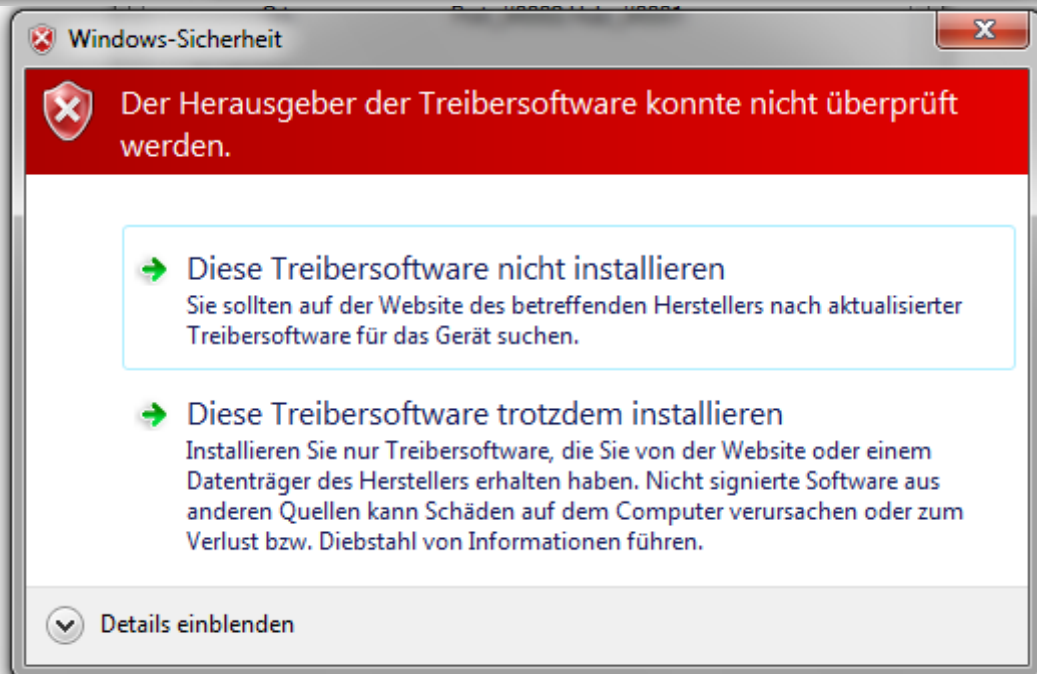 Windows-Sicherheit
Der Herausgeber der Treibersoftware konnte nicht überprüft
werden.
Diese Treibersoftware nicht installieren
Sie sollten auf der Website des betreffenden Herstellers nach aktualisierter
Treibersoftware für das Gerät suchen.
Diese Treibersoftware trotzdem installieren
Installieren Sie nur Treibersoftware, die Sie von der Website oder einem
Datenträger des Herstellers erhalten haben. Nicht signierte Software aus
anderen Quellen kann Schäden auf dem Computer verursachen oder zum
Verlust bzw. Diebstahl von Informationen führen.
Details einblenden